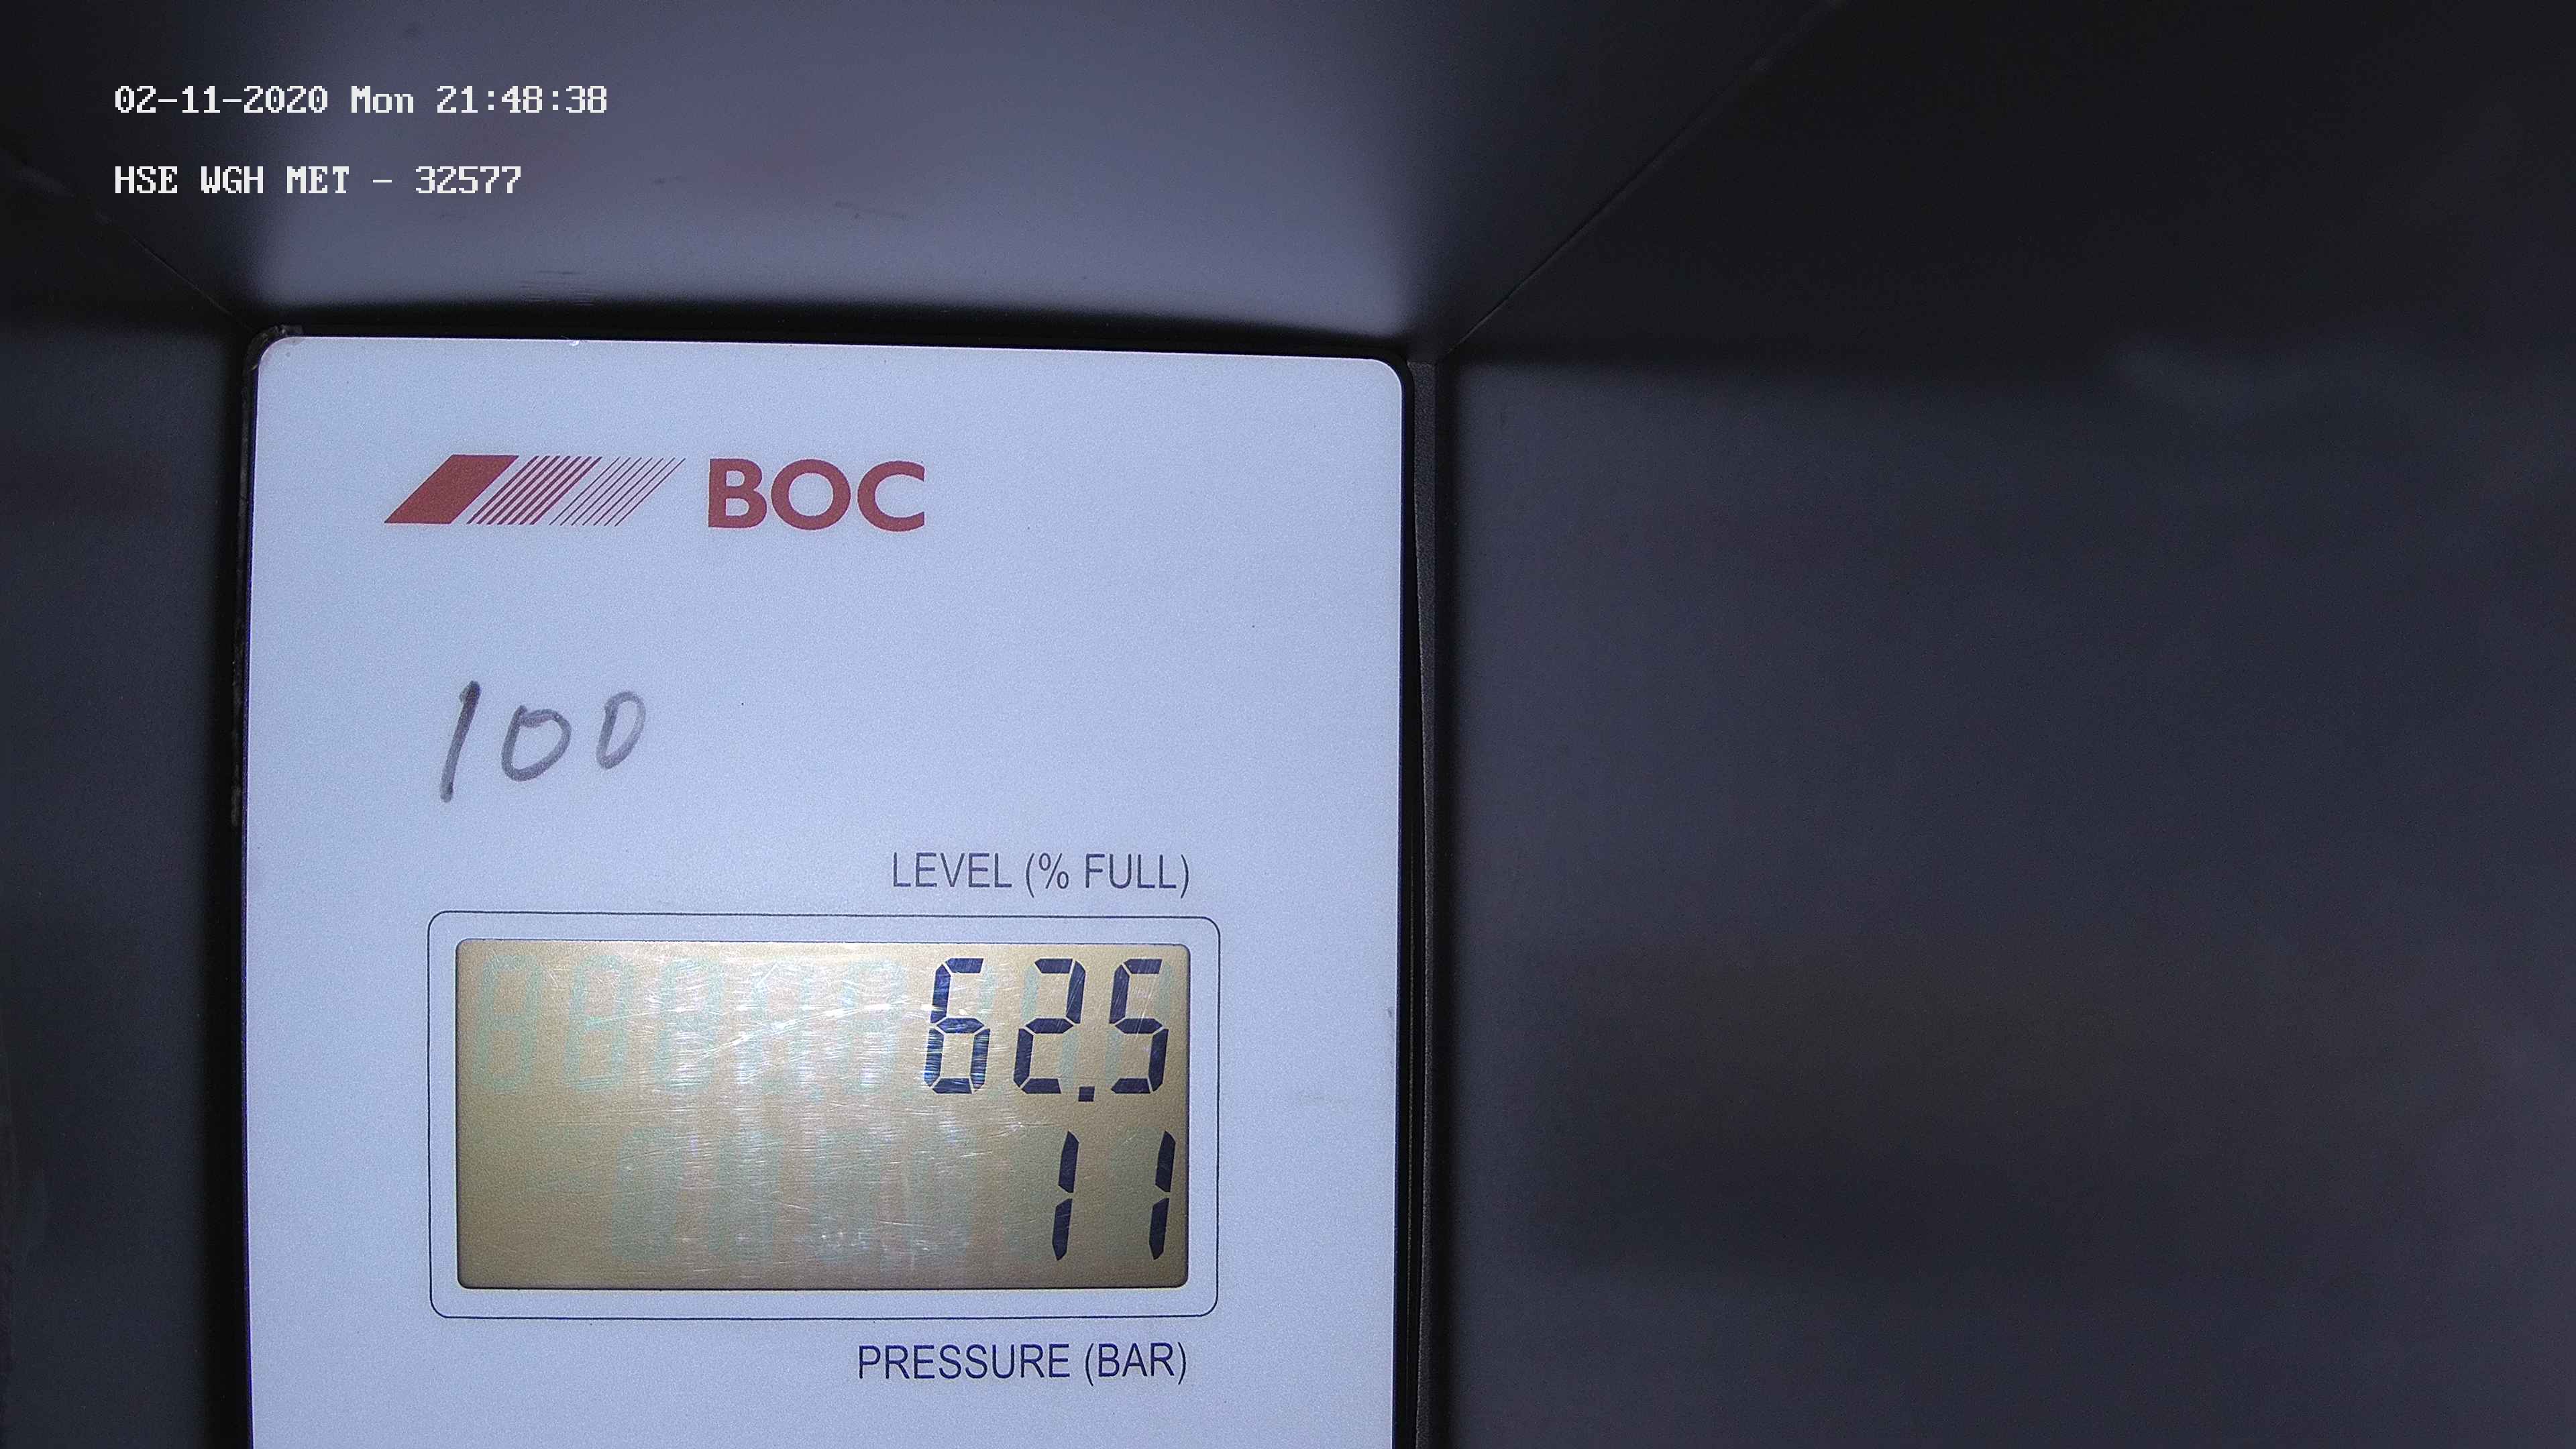 02-11-2020 Mon 21:48:38
HSE WGH MET - 32577
BOC
100
LEVEL (% FULL)
62.5
11
PRESSURE (BAR)